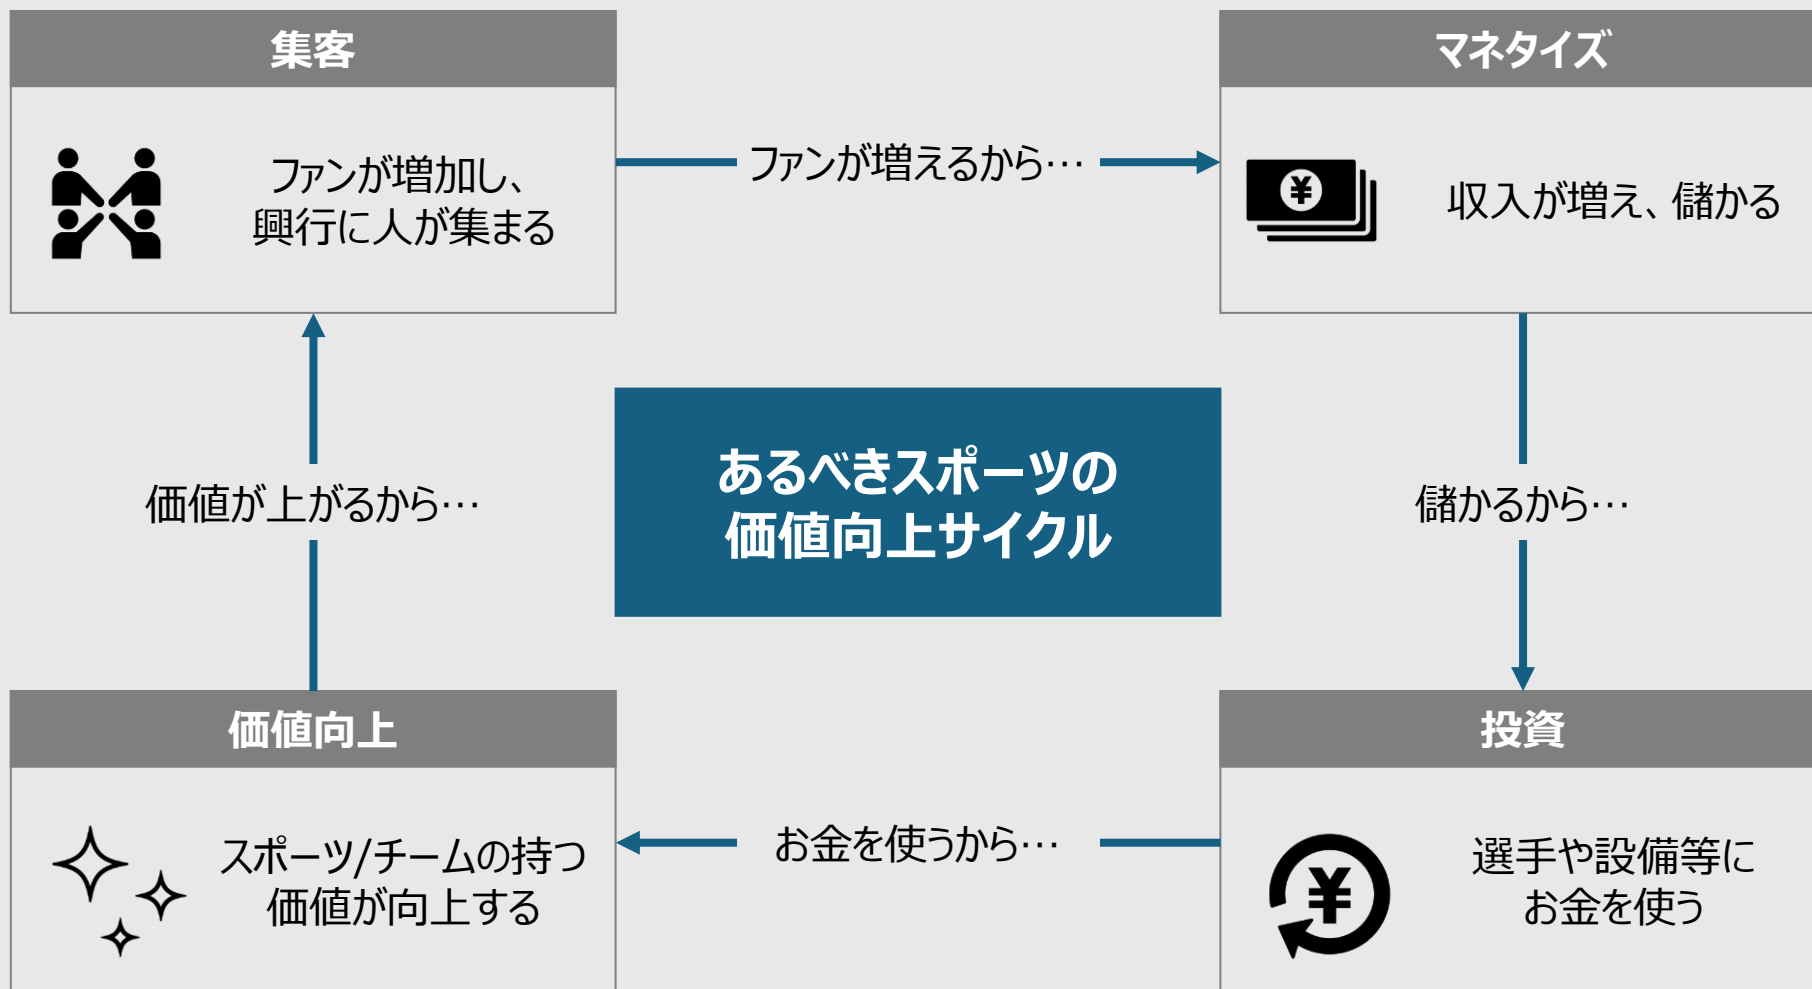 集客
ファンが増加し、
興行に人が集まる
ファンが増えるから…
マネタイズ
¥
収入が増え、儲かる
価値が上がるから…
あるべきスポーツの
価値向上サイクル
儲かるから…
価値向上
スポーツ/チームの持つ
価値が向上する
お金を使うから…
投資
¥
選手や設備等に
お金を使う